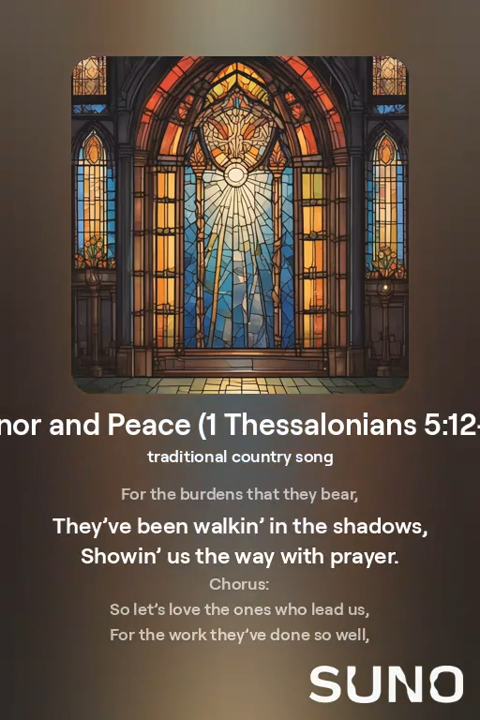 nor and Peace (1 Thessalonians 5:12-
traditional country song
For the burdens that they bear,
They’ve been walkin’ in the shadows,
Showin’ us the way with prayer.
Chorus:
So let’s love the ones who lead us,
For the work they’ve done so well,
SUNO